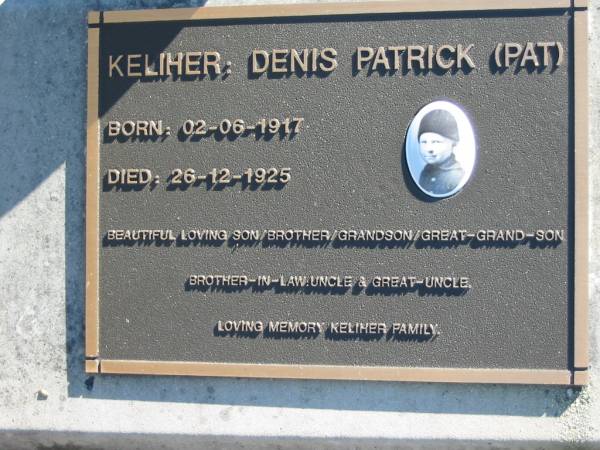 KELIHER: DENIS PATRICK (PAT)
BORN: 02-06-1917
DIED: 26-12-1925
BEAUTIFUL LOVING SON/BROTHER/GRANDSON/GREAT-GRAND-SON
BROTHER-IN-LAW:UNCLE & GREAT-UNCLE.
LOVING MEMORY KELIHER FAMILY.